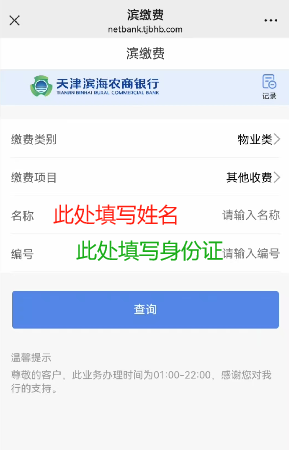 滨缴费
netbank.tjbhb.com
滨缴费
天津滨海农商银行
TIANJIN BINHAI RURAL COMMERCIAL BANK
记录
缴费类别 物业类
缴费项目 其他收费
名称 此处填写姓名 请输入名称
编号 此处填写身份证 请输入编号
查询
温馨提示
尊敬的客户，此业务办理时间为01:00-22:00，感谢您对我
行的支持。